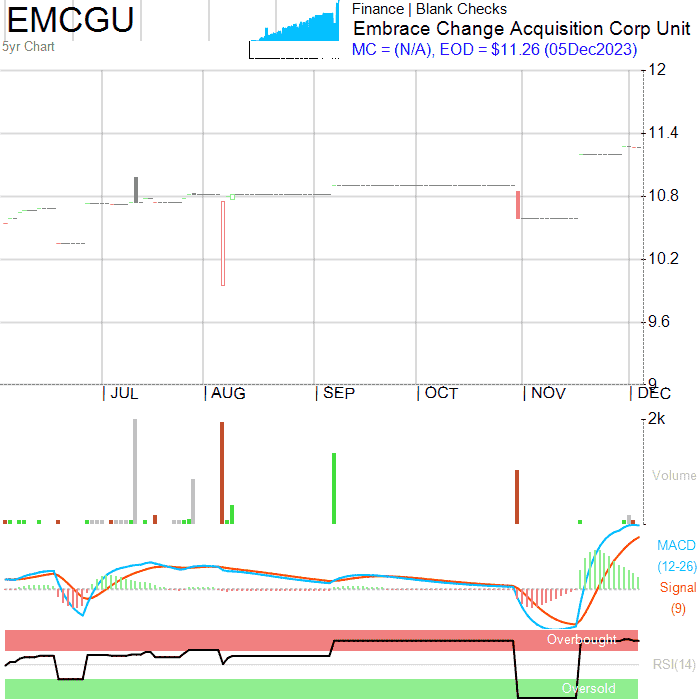 EMCGU
5yr Chart
Finance | Blank Checks
Embrace Change Acquisition Corp Unit
MC = (N/A), EOD = $11.26 (05Dec2023)
12
11.4
10.8
10.2
9.6
9
JUL
AUG
SEP
OCT
NOV
DEC
2k
Volume
MACD
(12-26)
Signal
(9)
Overbought
RSI(14)
Oversold